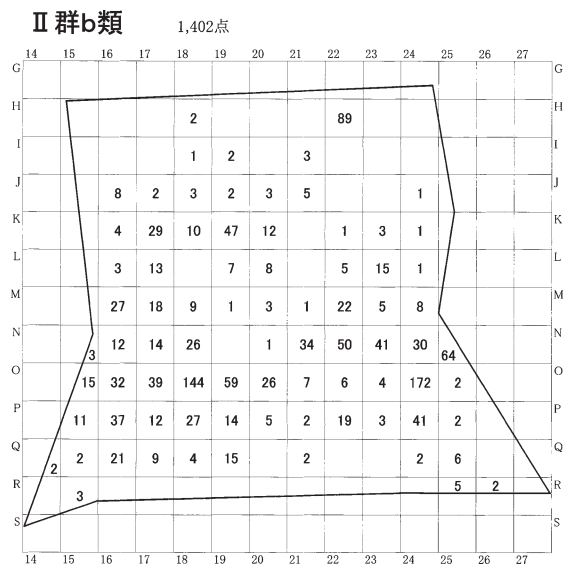 Ⅱ群b類 1,402点
14 15 16 17 18 19 20 21 22 23 24 25 26 27
G G
H 2 89 H
I 1 2 3 I
J 8 2 3 2 3 5 1 J
K 4 29 10 47 12 1 3 1 K
L 3 13 7 8 5 15 1 L
M 27 18 9 1 3 1 22 5 8 M
N 3 12 14 26 1 34 50 41 30 64 N
O 15 32 39 144 59 26 7 6 4 172 2 O
P 11 37 12 27 14 5 2 19 3 41 2 P
Q 2 2 21 9 4 15 2 2 6 Q
R 3 5 2 R
S S
14 15 16 17 18 19 20 21 22 23 24 25 26 27